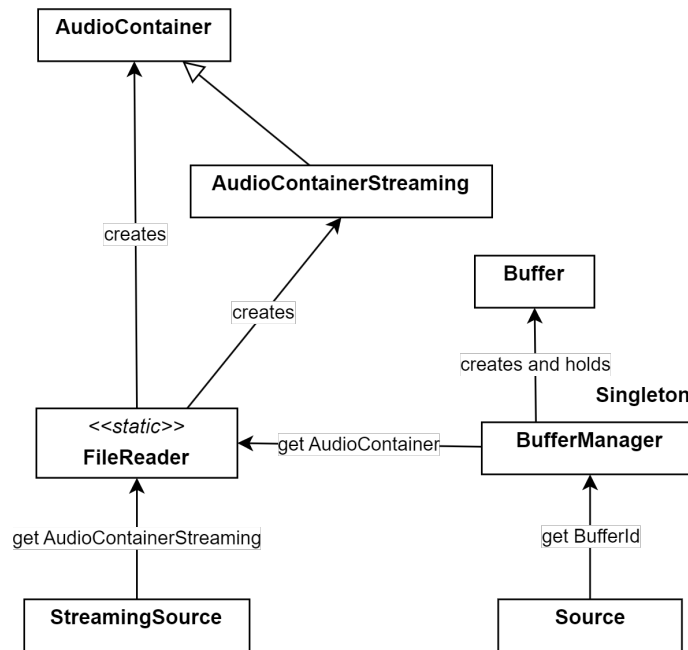 AudioContainer
AudioContainerStreaming
creates
Buffer
creates
creates and holds
Singleton
<<static>>
FileReader
get AudioContainer
BufferManager
get AudioContainerStreaming
get BufferId
StreamingSource
Source